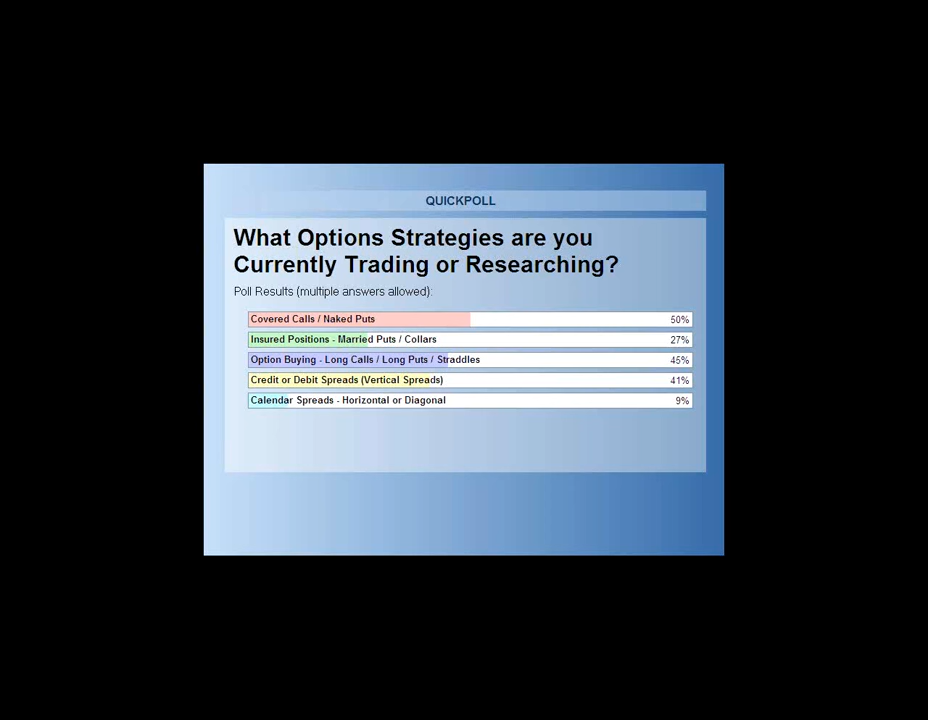 QUICKPOLL
What Options Strategies are you
Currently Trading or Researching?
Poll Results (multiple answers allowed):
Covered Calls / Naked Puts 50%
Insured Positions - Married Puts / Collars 27%
Option Buying - Long Calls / Long Puts / Straddles 45%
Credit or Debit Spreads (Vertical Spreads) 41%
Calendar Spreads - Horizontal or Diagonal 9%